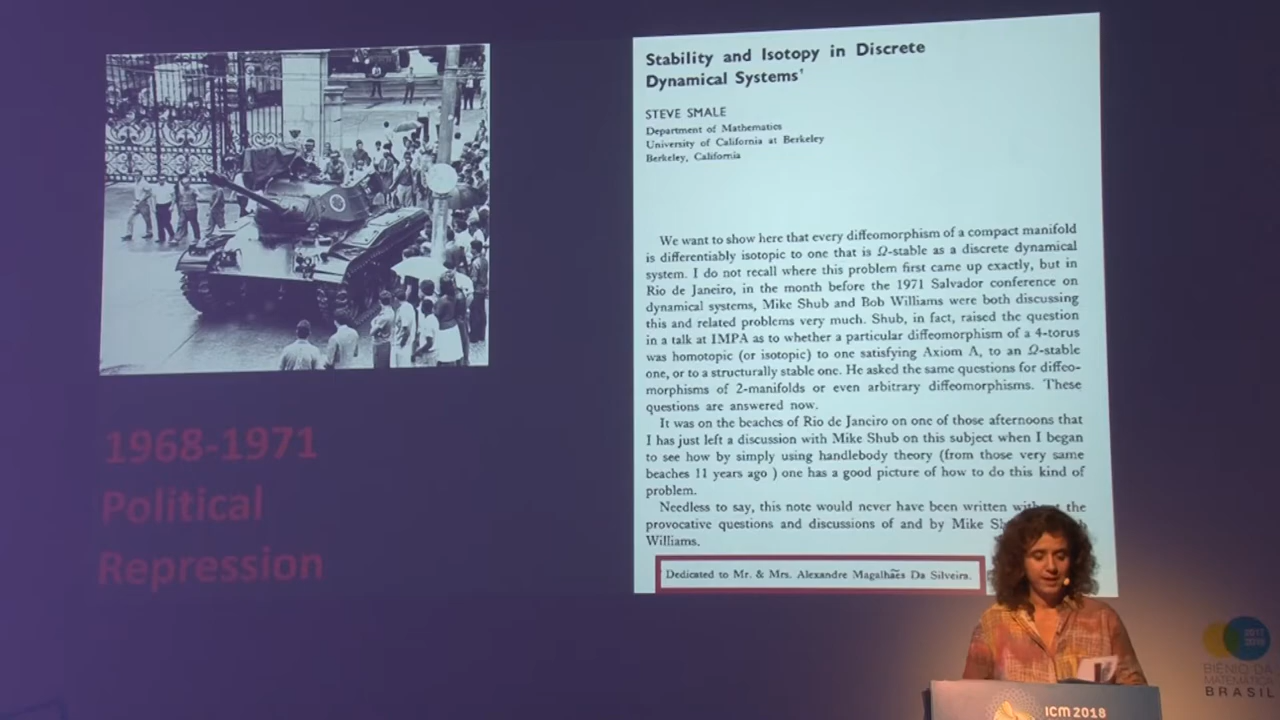 1968-1971
Political
Repression
Stability and Isotopy in Discrete
Dynamical Systems¹
STEVE SMALE
Department of Mathematics
University of California at Berkeley
Berkeley, California
We want to show here that every diffeomorphism of a compact manifold
is differentiably isotopic to one that is Ω-stable as a discrete dynamical
system. I do not recall where this problem first came up exactly, but in
Rio de Janeiro, in the month before the 1971 Salvador conference on
dynamical systems, Mike Shub and Bob Williams were both discussing
this and related problems very much. Shub, in fact, raised the question
in a talk at IMPA as to whether a particular diffeomorphism of a 4-torus
was homotopic (or isotopic) to one satisfying Axiom A, to an Ω-stable
one, or to a structurally stable one. He asked the same questions for diffeo-
morphisms of 2-manifolds or even arbitrary diffeomorphisms. These
questions are answered now.
It was on the beaches of Rio de Janeiro on one of those afternoons that
I has just left a discussion with Mike Shub on this subject when I began
to see how by simply using handlebody theory (from those very same
beaches 11 years ago ) one has a good picture of how to do this kind of
problem.
Needless to say, this note would never have been written the
provocative questions and discussions of and by Mike
Williams.
Dedicated to Mr. & Mrs. Alexandre Magalhães Da Silveira.
ICM 2018
BIÊNIO DA
MATEMÁTICA
BRASIL